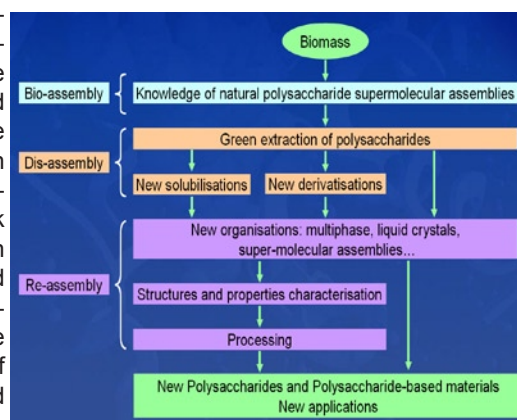 Biomass
Bio-assembly
Knowledge of natural polysaccharide supermolecular assemblies
Green extraction of polysaccharides
Dis-assembly
New solubilisations
New derivatisations
New organisations: multiphase, liquid crystals,
super-molecular assemblies...
Re-assembly
Structures and properties characterisation
Processing
New Polysaccharides and Polysaccharide-based materials
New applications